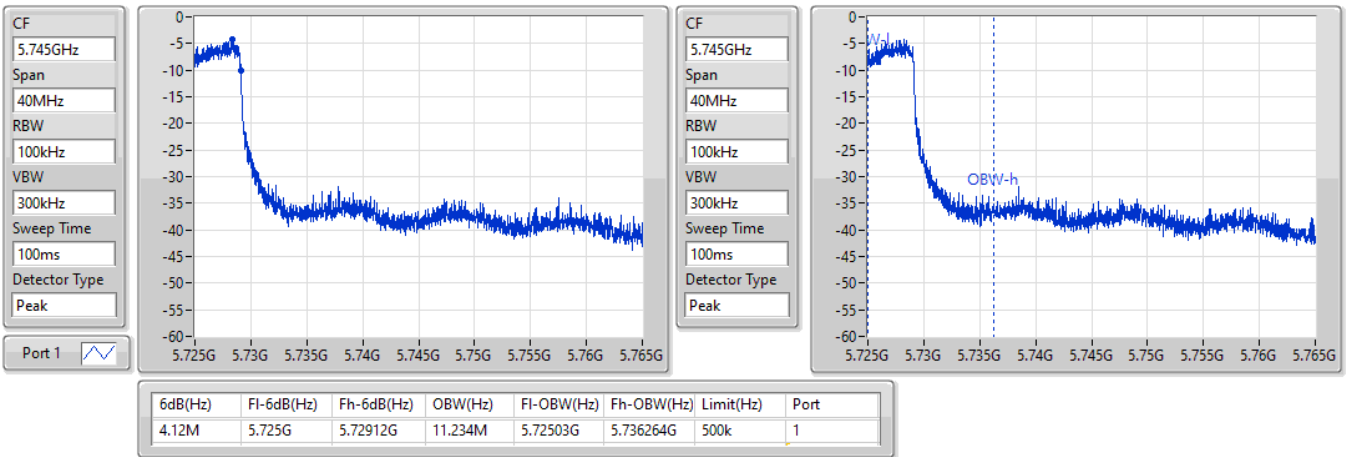 CF
5.745GHz
Span
40MHz
RBW
100kHz
VBW
300kHz
Sweep Time
100ms
Detector Type
Peak
Port 1
0
-5
-10
-15
-20
-25
-30
-35
-40
-45
-50
-55
-60
5.725G 5.73G 5.735G 5.74G 5.745G 5.75G 5.755G 5.76G 5.765G
CF
5.745GHz
Span
40MHz
RBW
100kHz
VBW
300kHz
Sweep Time
100ms
Detector Type
Peak
0
-5
-10
-15
-20
-25
-30
-35
-40
-45
-50
-55
-60
W-l
OBW-h
5.725G 5.73G 5.735G 5.74G 5.745G 5.75G 5.755G 5.76G 5.765G
6dB(Hz) Fl-6dB(Hz) Fh-6dB(Hz) OBW(Hz) Fl-OBW(Hz) Fh-OBW(Hz) Limit(Hz) Port
4.12M 5.725G 5.72912G 11.234M 5.72503G 5.736264G 500k 1